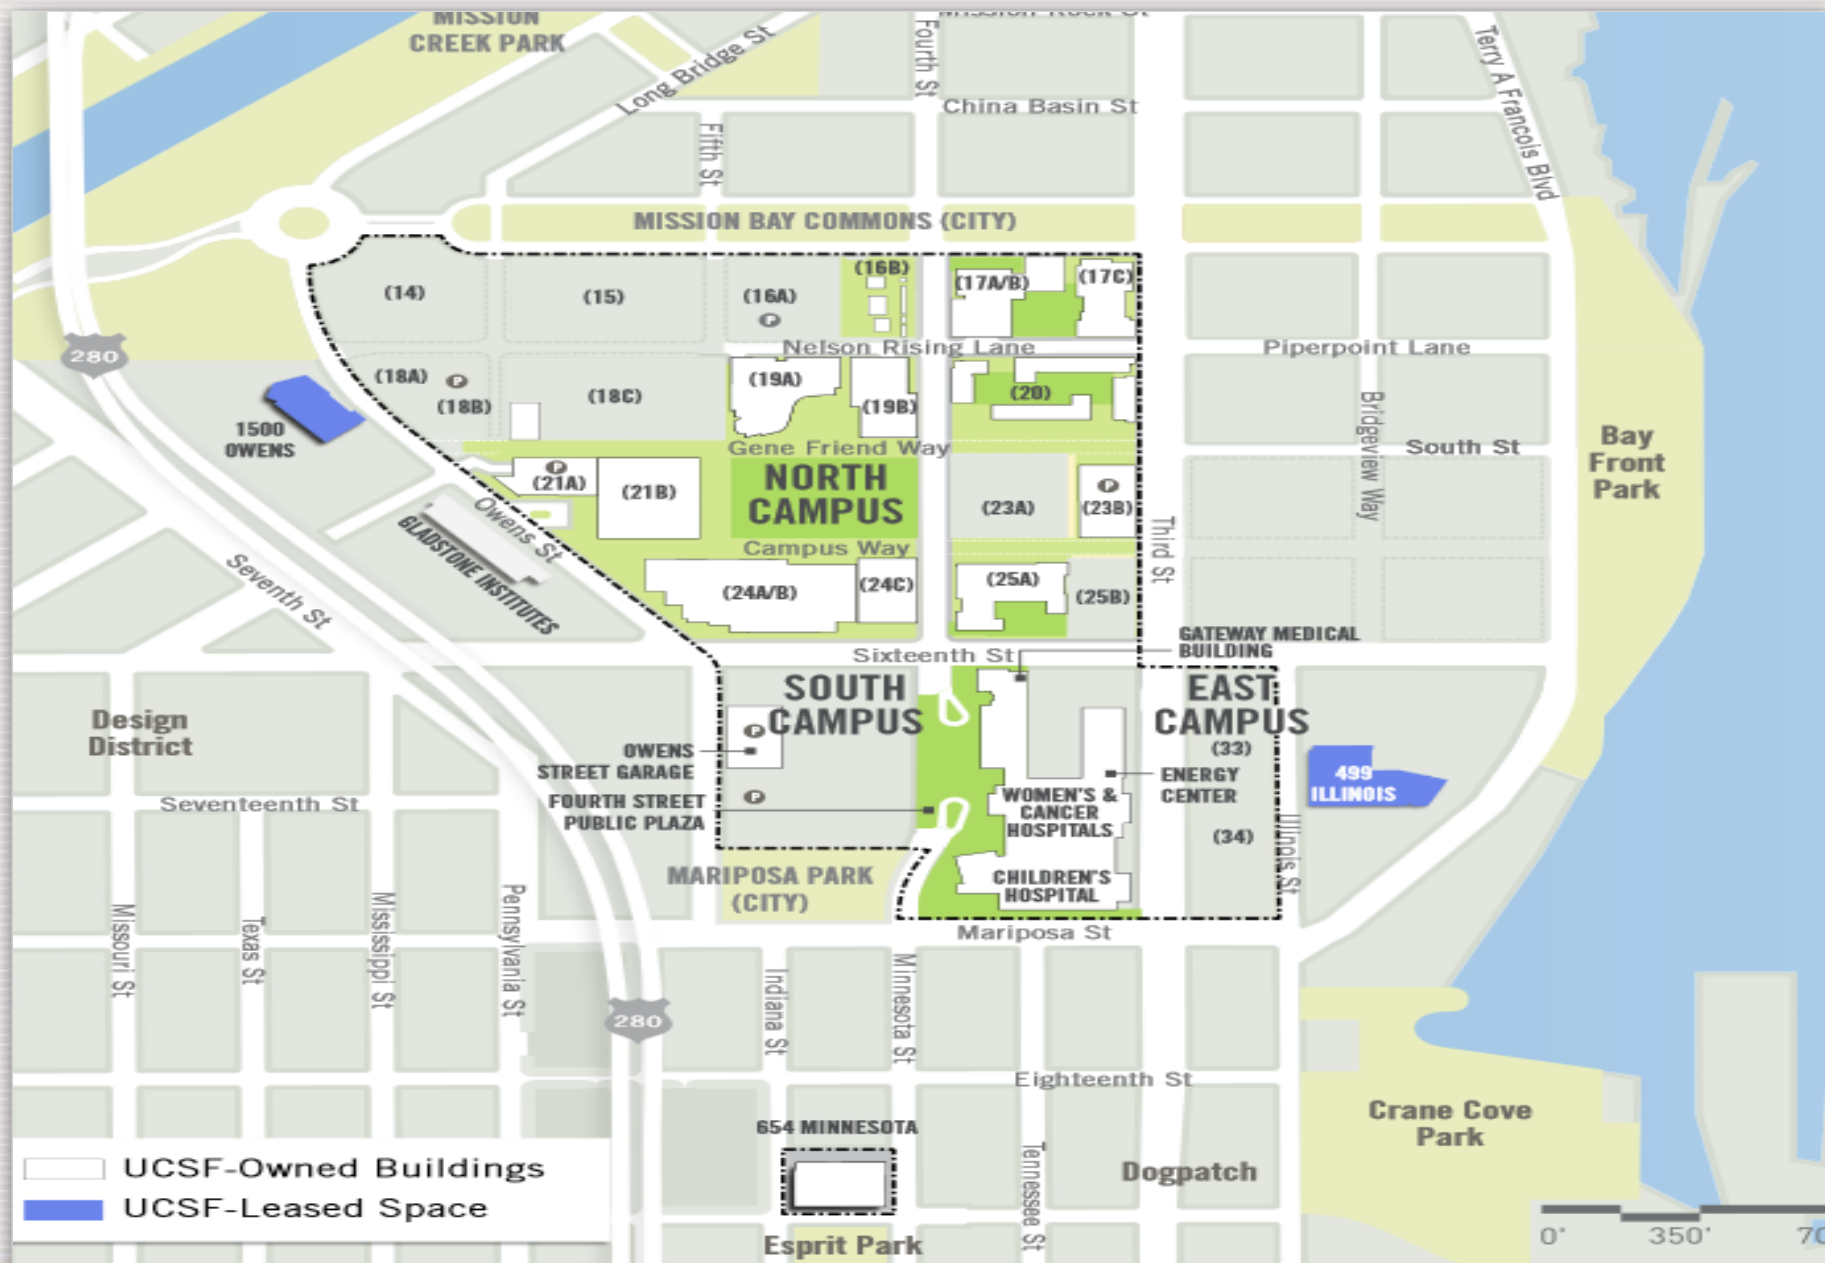 MISSION
CREEK PARK
Long Bridge St
Fourth St
Mission Rock St
China Basin St
Terry A Francois Blvd
Fifth St
MISSION BAY COMMONS (CITY)
(14)
(15)
(16A)
P
(16B)
(17A/B)
(17C)
Nelson Rising Lane
Piperpoint Lane
280
(18A)
P
(18B)
(18C)
(19A)
(19B)
(20)
1500
OWENS
Gene Friend Way
Bridgeview Way
South St
Bay
Front
Park
P
(21A)
(21B)
NORTH
CAMPUS
(23A)
P
(23B)
Owens St
GLADSTONE INSTITUTES
Campus Way
Third St
Seventh St
(24A/B)
(24C)
(25A)
(25B)
Sixteenth St
GATEWAY MEDICAL
BUILDING
SOUTH
CAMPUS
EAST
CAMPUS
Design
District
P
OWENS
STREET GARAGE
(33)
ENERGY
CENTER
499
ILLINOIS
Seventeenth St
P
FOURTH STREET
PUBLIC PLAZA
WOMEN'S &
CANCER
HOSPITALS
(34)
Illinois St
MARIPOSA PARK
(CITY)
CHILDREN'S
HOSPITAL
Mariposa St
Missouri St
Texas St
Mississippi St
Pennsylvania St
280
Indiana St
Minnesota St
Eighteenth St
654 MINNESOTA
Tennessee St
Dogpatch
Crane Cove
Park
Esprit Park
UCSF-Owned Buildings
UCSF-Leased Space
0'
350'